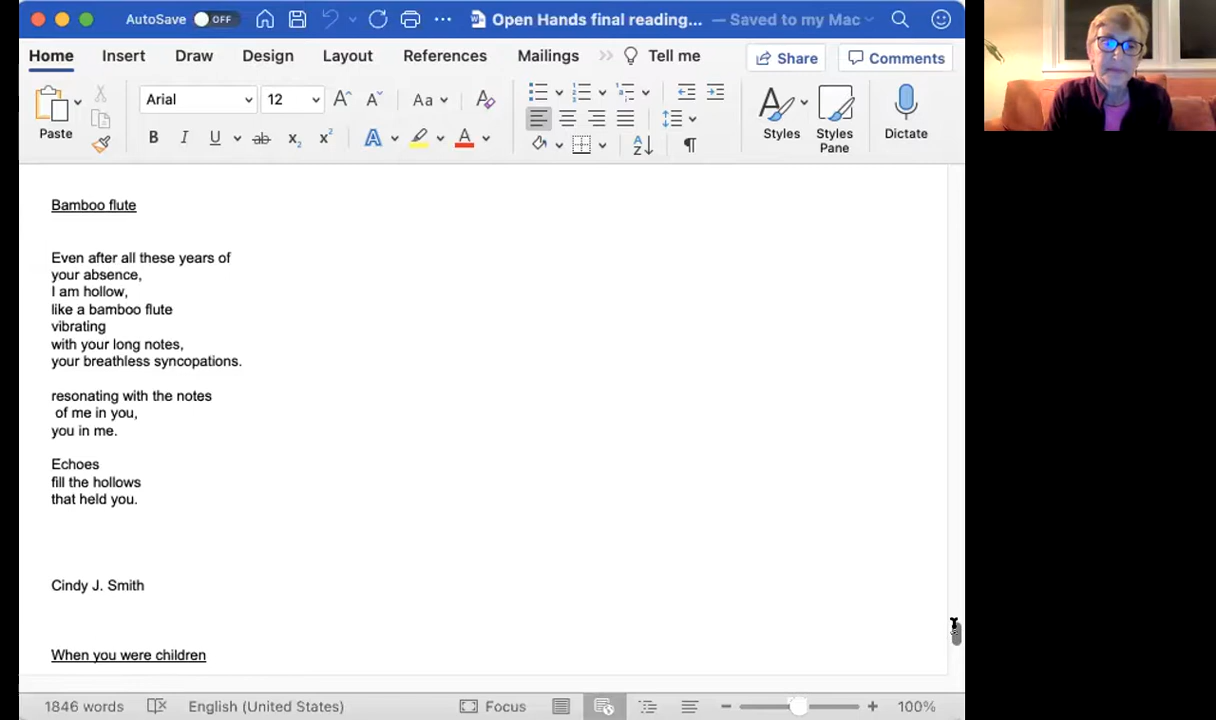 AutoSave OFF
Open Hands final reading... — Saved to my Mac
Home Insert Draw Design Layout References Mailings Tell me
Share Comments
Paste
Arial 12
Aa
B I U ab x₂ x² A A
A Z
Styles
Styles Pane
Dictate
Bamboo flute
Even after all these years of
your absence,
I am hollow,
like a bamboo flute
vibrating
with your long notes,
your breathless syncopations.
resonating with the notes
of me in you,
you in me.
Echoes
fill the hollows
that held you.
Cindy J. Smith
When you were children
1846 words English (United States) Focus 100%